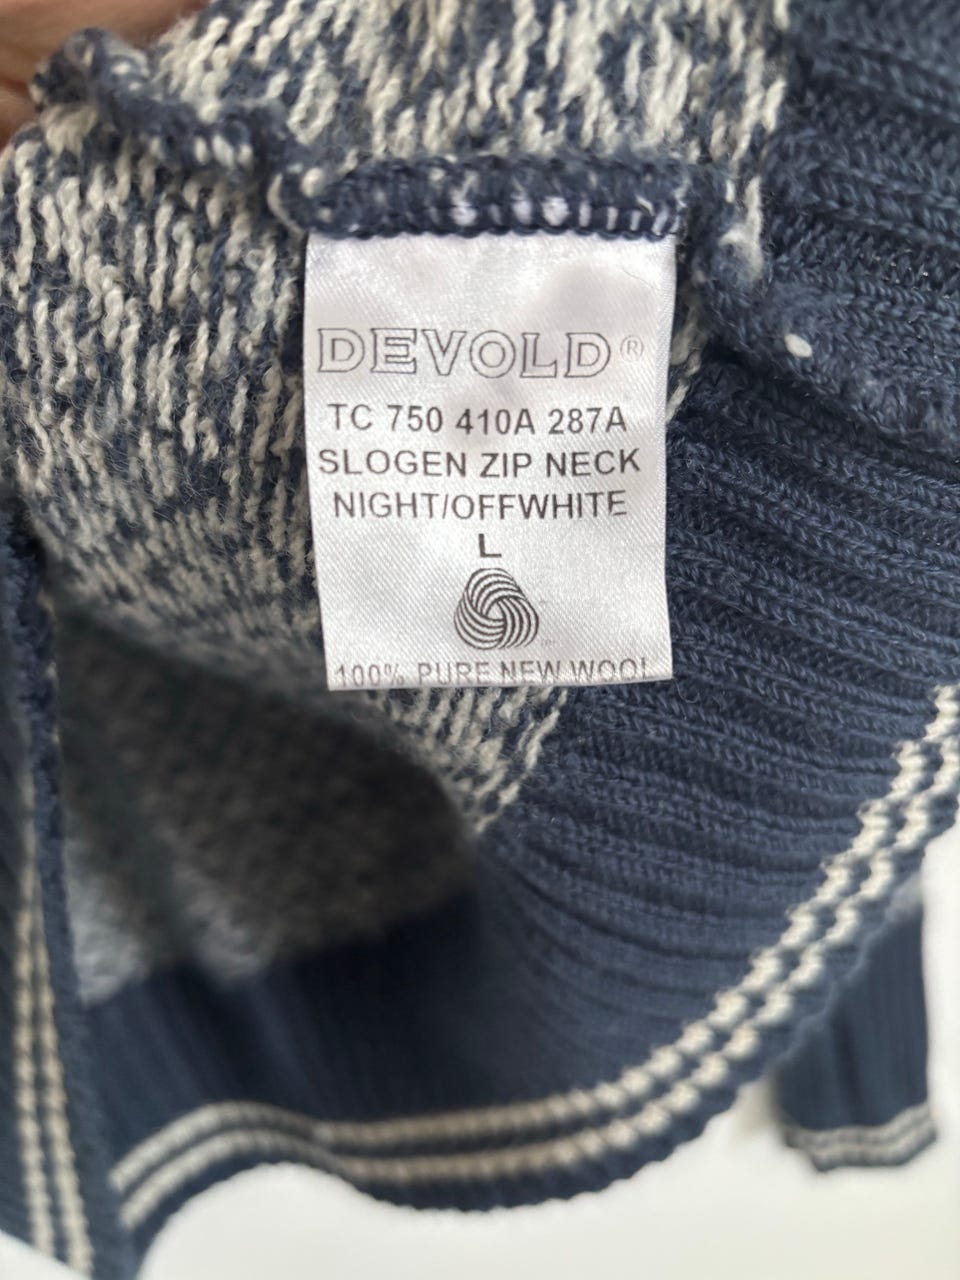 DEVOLD®
TC 750 410A 287A
SLOGEN ZIP NECK
NIGHT/OFFWHITE
L
100% PURE NEW WOOL